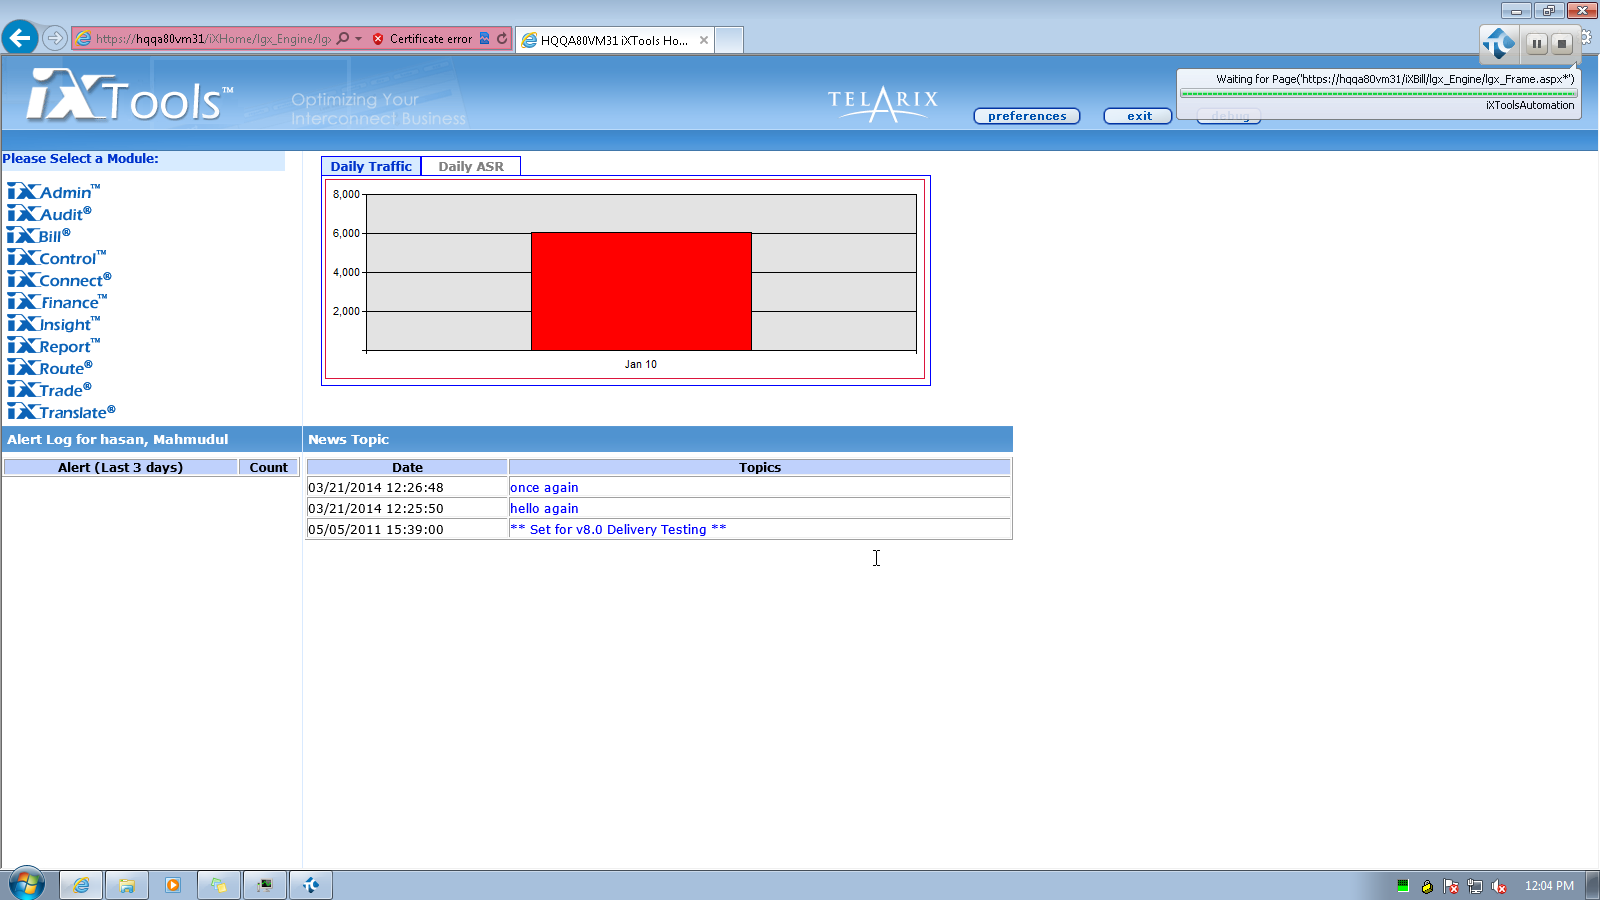 https://hqqa80vm31/iXHome/lgx_Engine/lgx
Certificate error
HQQA80VM31 iXTools Ho...
Waiting for Page('https://hqqa80vm31/iXBill/lgx_Engine/lgx_Frame.aspx*')
iXToolsAutomation
iXTools™
Optimizing Your
Interconnect Business
TELARIX
preferences
exit
debug
Please Select a Module:
iXAdmin™
iXAudit®
iXBill®
iXControl™
iXConnect®
iXFinance™
iXInsight™
iXReport™
iXRoute®
iXTrade®
iXTranslate®
Daily Traffic
Daily ASR
8,000
6,000
4,000
2,000
Jan 10
Alert Log for hasan, Mahmudul
Alert (Last 3 days) Count
News Topic
Date Topics
03/21/2014 12:26:48 once again
03/21/2014 12:25:50 hello again
05/05/2011 15:39:00 ** Set for v8.0 Delivery Testing **
12:04 PM